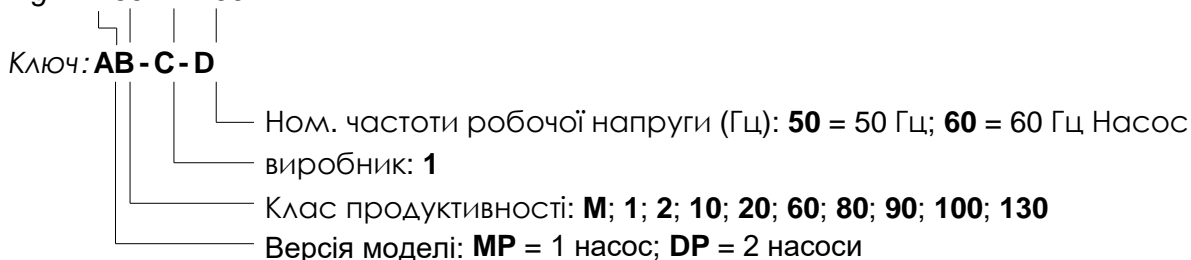 Ключ: AB - C - D
Ном. частоти робочої напруги (Гц): 50 = 50 Гц; 60 = 60 Гц Насос
виробник: 1
Клас продуктивності: M; 1; 2; 10; 20; 60; 80; 90; 100; 130
Версія моделі: MP = 1 насос; DP = 2 насоси